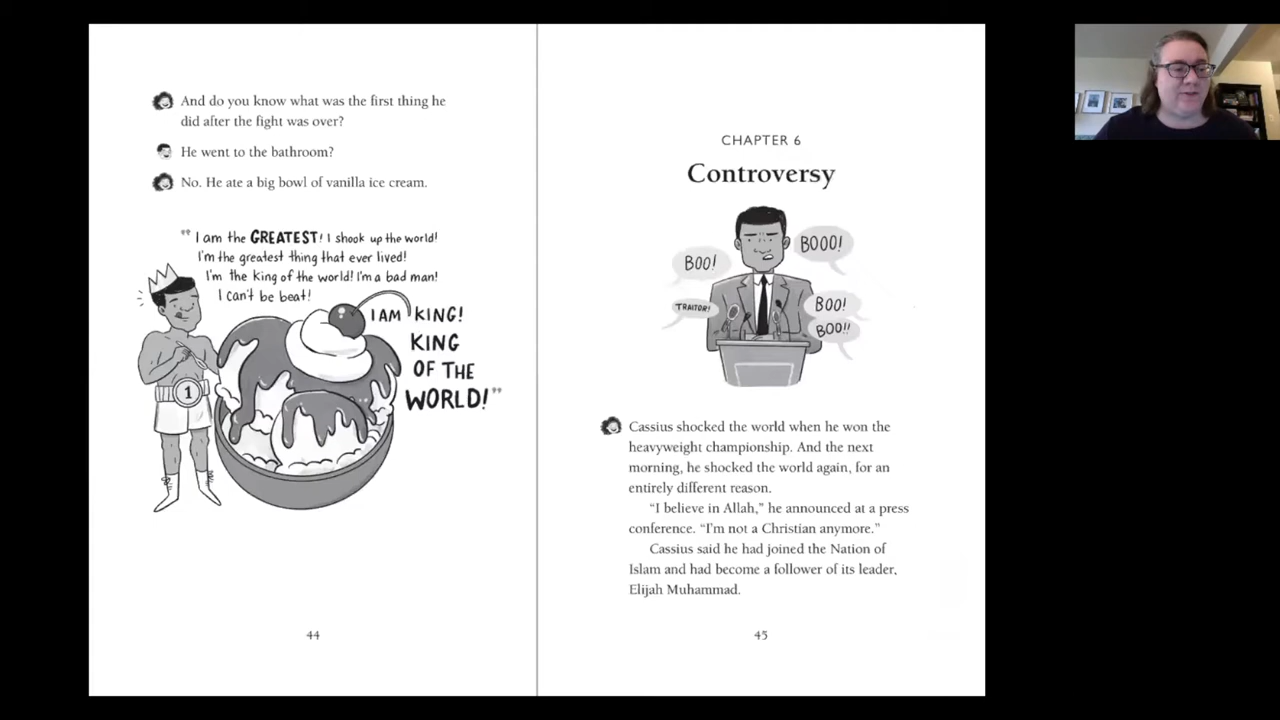 And do you know what was the first thing he
did after the fight was over?
He went to the bathroom?
No. He ate a big bowl of vanilla ice cream.
"I am the GREATEST! I shook up the world!
I'm the greatest thing that ever lived!
I'm the king of the world! I'm a bad man!
I can't be beat!
I AM KING!
KING
OF THE
WORLD!"
1
44
CHAPTER 6
Controversy
BOO!
BOOO!
TRAITOR!
BOO!
BOO!!
Cassius shocked the world when he won the
heavyweight championship. And the next
morning, he shocked the world again, for an
entirely different reason.
“I believe in Allah,” he announced at a press
conference. “I'm not a Christian anymore.”
Cassius said he had joined the Nation of
Islam and had become a follower of its leader,
Elijah Muhammad.
45